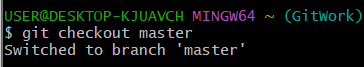 USER@DESKTOP-KJUAVCH MINGW64 ~ (GitWork)
$ git checkout master
Switched to branch 'master'